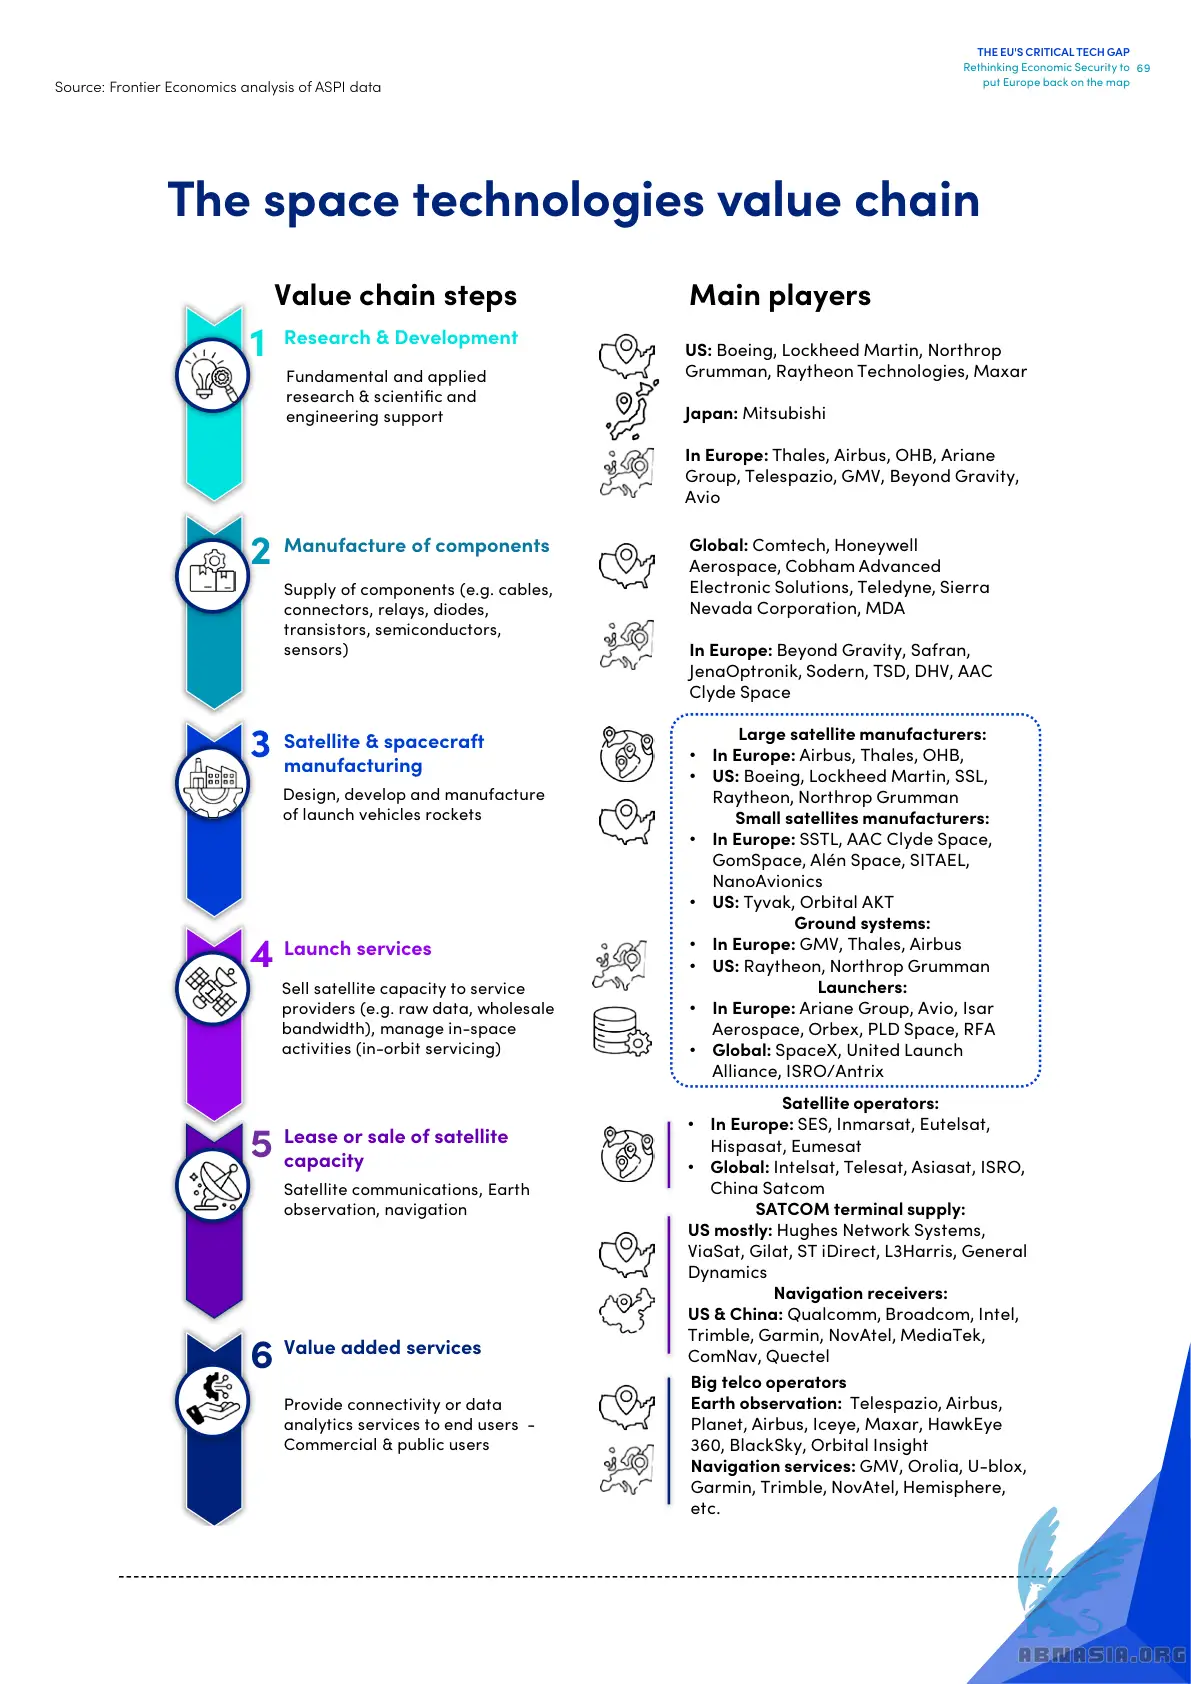 THE EU'S CRITICAL TECH GAP
Rethinking Economic Security to 69
put Europe back on the map
Source: Frontier Economics analysis of ASPI data
The space technologies value chain
Value chain steps
Main players
1 Research & Development
Fundamental and applied
research & scientific and
engineering support
US: Boeing, Lockheed Martin, Northrop
Grumman, Raytheon Technologies, Maxar
Japan: Mitsubishi
In Europe: Thales, Airbus, OHB, Ariane
Group, Telespazio, GMV, Beyond Gravity,
Avio
2 Manufacture of components
Supply of components (e.g. cables,
connectors, relays, diodes,
transistors, semiconductors,
sensors)
Global: Comtech, Honeywell
Aerospace, Cobham Advanced
Electronic Solutions, Teledyne, Sierra
Nevada Corporation, MDA
In Europe: Beyond Gravity, Safran,
JenaOptronik, Sodern, TSD, DHV, AAC
Clyde Space
3 Satellite & spacecraft
manufacturing
Design, develop and manufacture
of launch vehicles rockets
Large satellite manufacturers:
• In Europe: Airbus, Thales, OHB,
• US: Boeing, Lockheed Martin, SSL,
Raytheon, Northrop Grumman
Small satellites manufacturers:
• In Europe: SSTL, AAC Clyde Space,
GomSpace, Alén Space, SITAEL,
NanoAvionics
• US: Tyvak, Orbital AKT
Ground systems:
• In Europe: GMV, Thales, Airbus
• US: Raytheon, Northrop Grumman
Launchers:
• In Europe: Ariane Group, Avio, Isar
Aerospace, Orbex, PLD Space, RFA
• Global: SpaceX, United Launch
Alliance, ISRO/Antrix
4 Launch services
Sell satellite capacity to service
providers (e.g. raw data, wholesale
bandwidth), manage in-space
activities (in-orbit servicing)
5 Lease or sale of satellite
capacity
Satellite communications, Earth
observation, navigation
Satellite operators:
• In Europe: SES, Inmarsat, Eutelsat,
Hispasat, Eumesat
• Global: Intelsat, Telesat, Asiasat, ISRO,
China Satcom
SATCOM terminal supply:
US mostly: Hughes Network Systems,
ViaSat, Gilat, ST iDirect, L3Harris, General
Dynamics
Navigation receivers:
US & China: Qualcomm, Broadcom, Intel,
Trimble, Garmin, NovAtel, MediaTek,
ComNav, Quectel
6 Value added services
Provide connectivity or data
analytics services to end users -
Commercial & public users
Big telco operators
Earth observation: Telespazio, Airbus,
Planet, Airbus, Iceye, Maxar, HawkEye
360, BlackSky, Orbital Insight
Navigation services: GMV, Orolia, U-blox,
Garmin, Trimble, NovAtel, Hemisphere,
etc.
ABNASIA.ORG